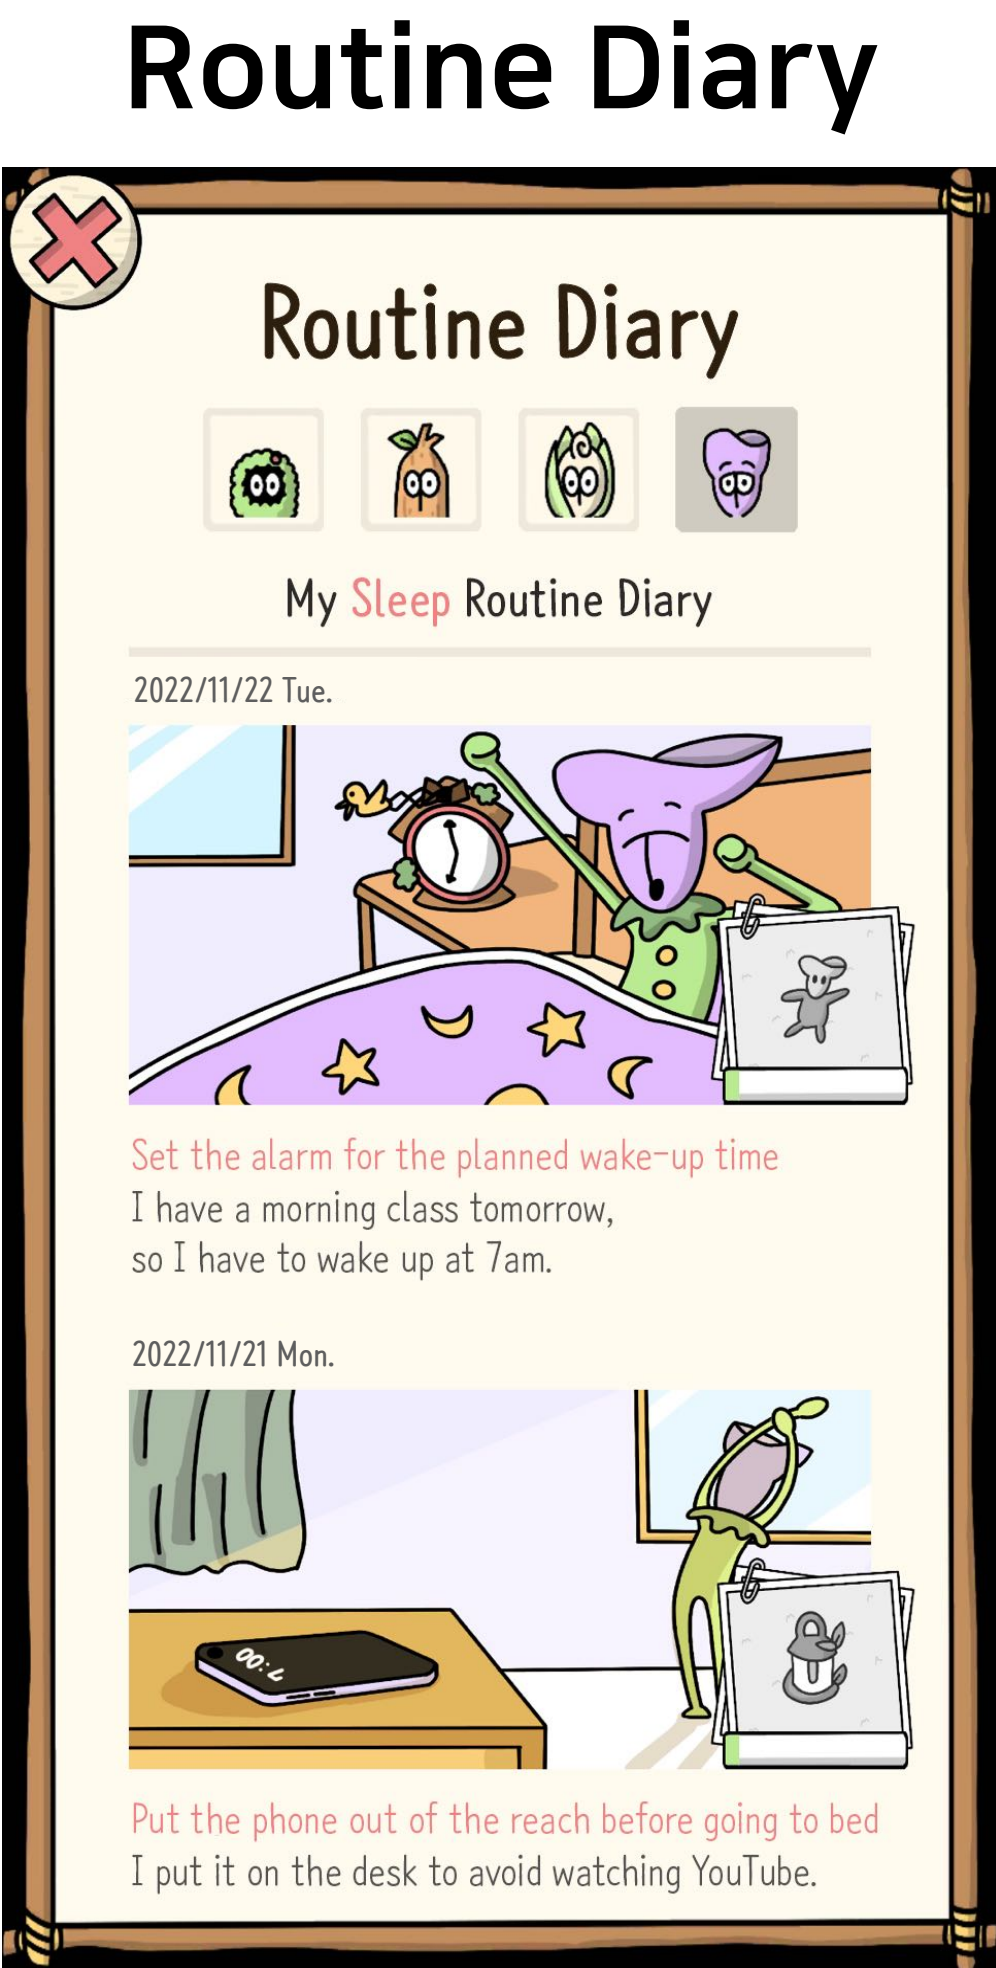 Routine Diary
Routine Diary
My Sleep Routine Diary
2022/11/22 Tue.
Set the alarm for the planned wake-up time
I have a morning class tomorrow,
so I have to wake up at 7am.
2022/11/21 Mon.
7:00
Put the phone out of the reach before going to bed
I put it on the desk to avoid watching YouTube.